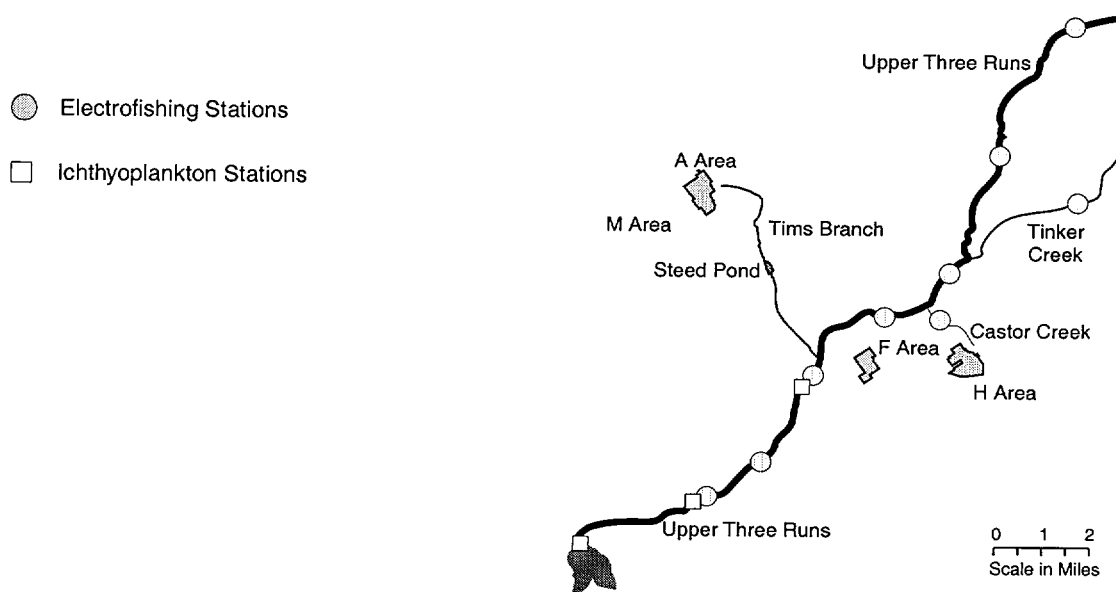 Upper Three Runs
Electrofishing Stations
Ichthyoplankton Stations
A Area
M Area
Tims Branch
Steed Pond
Tinker
Creek
Castor Creek
F Area
H Area
Upper Three Runs
0 1 2
Scale in Miles